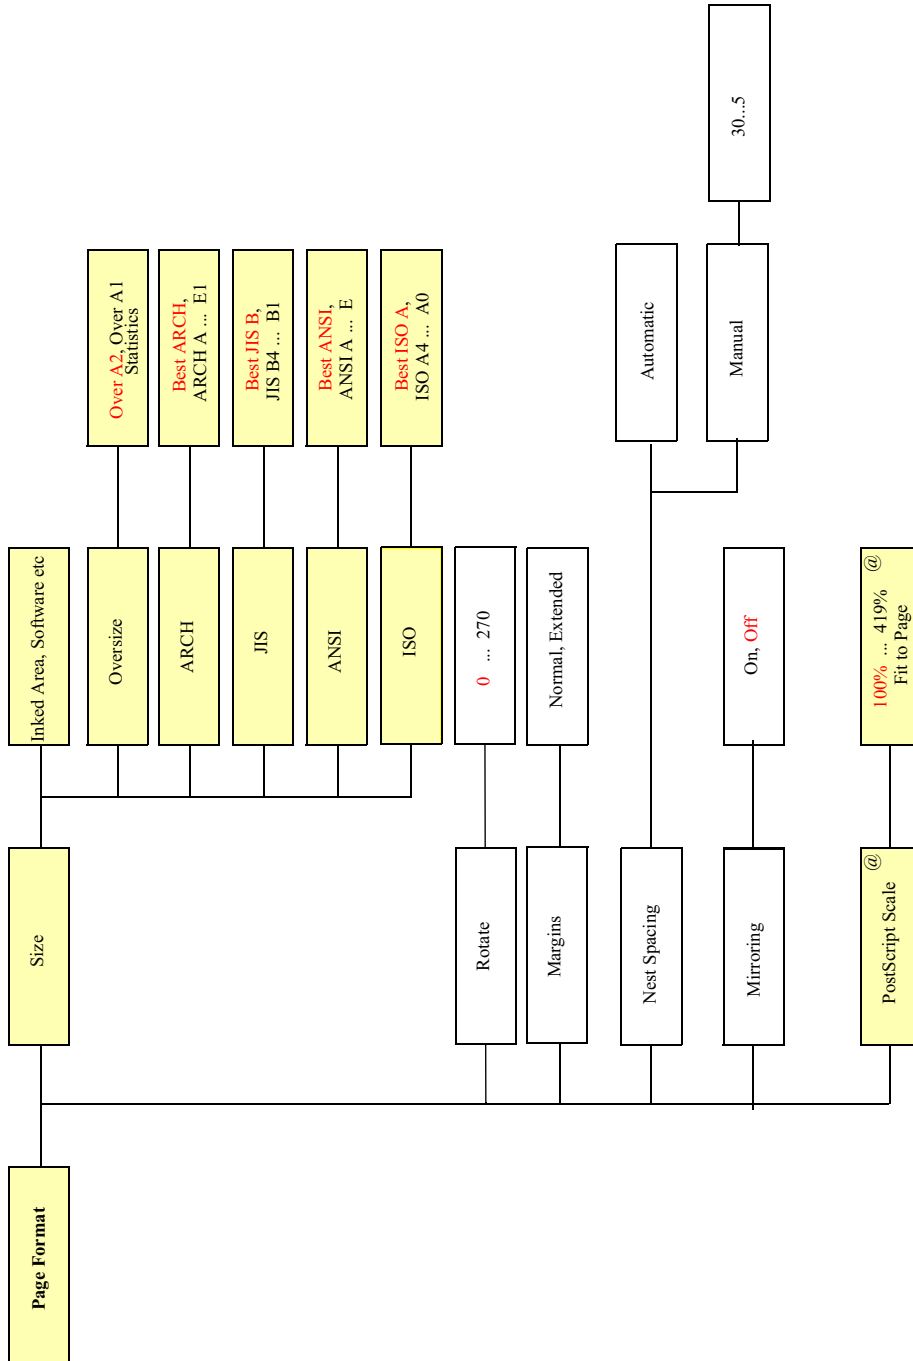 Page Format
Size
Inked Area, Software etc
Oversize
Over A2, Over A1
Statistics
ARCH
Best ARCH,
ARCH A ... E1
JIS
Best JIS B,
JIS B4 ... B1
ANSI
Best ANSI,
ANSI A ... E
ISO
Best ISO A,
ISO A4 ... A0
Rotate
0 ... 270
Margins
Normal, Extended
Nest Spacing
Automatic
Manual
30...5
Mirroring
On, Off
@
PostScript Scale
@
100% ... 419%
Fit to Page